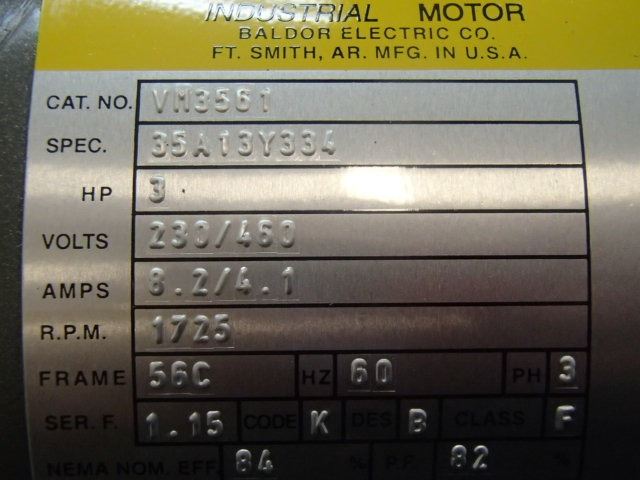 INDUSTRIAL MOTOR
BALDOR ELECTRIC CO.
FT. SMITH, AR. MFG. IN U.S.A.
CAT. NO. VM3561
SPEC. 35A13Y334
HP 3
VOLTS 230/460
AMPS 8.2/4.1
R.P.M. 1725
FRAME 56C HZ 60 PH 3
SER. F. 1.15 CODE K DES B CLASS F
NEMA NOM. EFF. 84 % P.F. 82 %